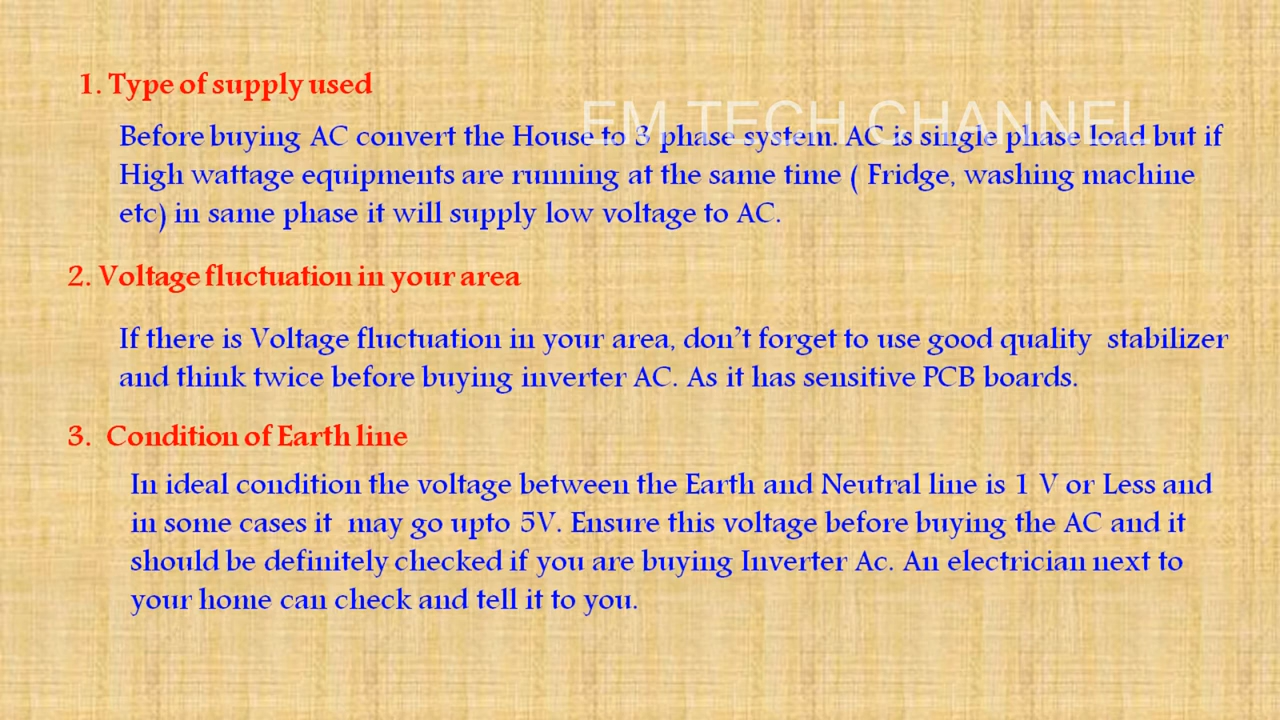 EM TECH CHANNEL
1. Type of supply used
Before buying AC convert the House to 3 phase system. AC is single phase load but if
High wattage equipments are running at the same time ( Fridge, washing machine
etc) in same phase it will supply low voltage to AC.
2. Voltage fluctuation in your area
If there is Voltage fluctuation in your area, don't forget to use good quality stabilizer
and think twice before buying inverter AC. As it has sensitive PCB boards.
3. Condition of Earth line
In ideal condition the voltage between the Earth and Neutral line is 1 V or Less and
in some cases it may go upto 5V. Ensure this voltage before buying the AC and it
should be definitely checked if you are buying Inverter Ac. An electrician next to
your home can check and tell it to you.